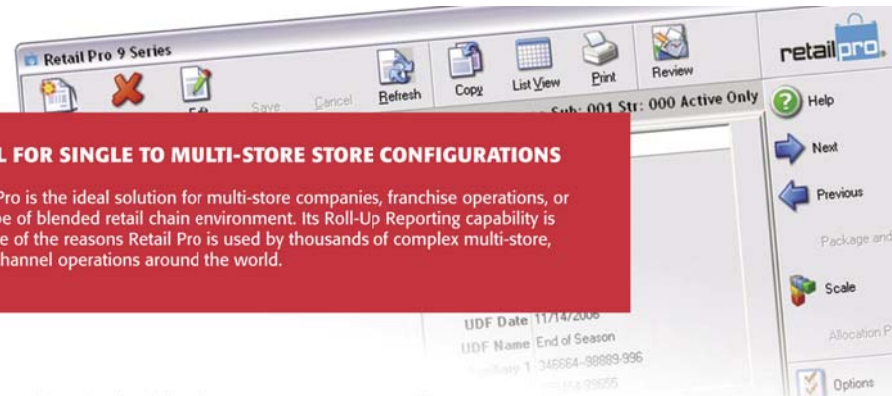 Retail Pro 9 Series
retailpro.
Save Cancel Refresh Copy List View Print Review
Sub: 001 Str: 000 Active Only
Help
Next
Previous
Package and
Scale
Allocation P
Options
L FOR SINGLE TO MULTI-STORE STORE CONFIGURATIONS
Pro is the ideal solution for multi-store companies, franchise operations, or
pe of blended retail chain environment. Its Roll-Up Reporting capability is
e of the reasons Retail Pro is used by thousands of complex multi-store,
channel operations around the world.
UDF Date 11/14/2006
UDF Name End of Season
1 346664-98889-996